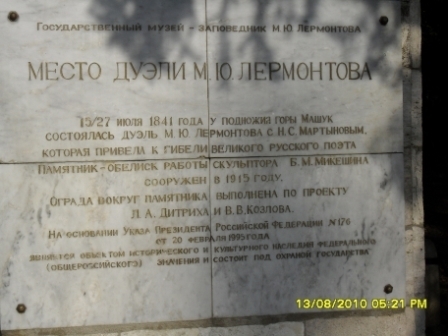 Государственный музей - заповедник М.Ю. Лермонтова
МЕСТО ДУЭЛИ М.Ю. ЛЕРМОНТОВА
15/27 июля 1841 года у подножия горы Машук
состоялась дуэль М.Ю. Лермонтова с Н.С. Мартыновым,
которая привела к гибели великого русского поэта
Памятник-обелиск работы скульптора Б.М. Микешина
сооружен в 1915 году.
Ограда вокруг памятника выполнена по проекту
Л.А. Дитриха и В.В. Козлова.
На основании Указа Президента Российской Федерации №176
от 20 февраля 1995 года
является объектом исторического и культурного наследия федерального
(общероссийского) значения и состоит под охраной государства
13/08/2010 05:21 PM